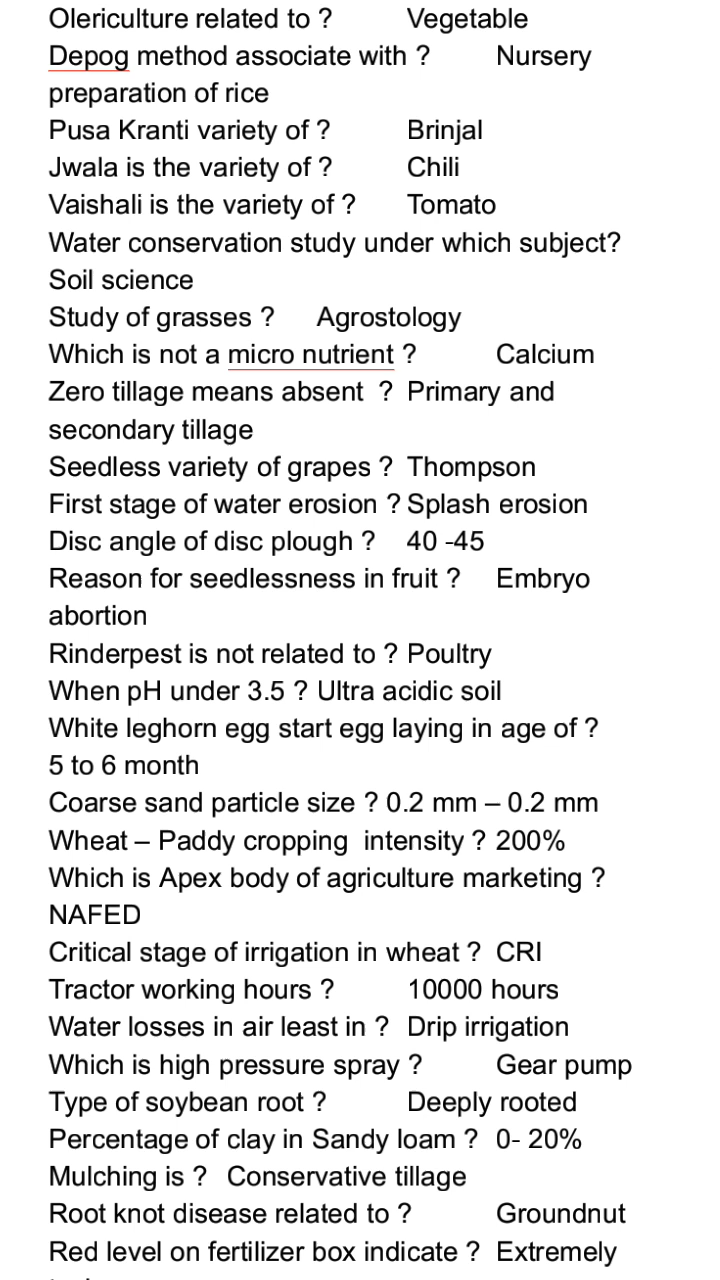 Olericulture related to ? Vegetable
Depog method associate with ? Nursery
preparation of rice
Pusa Kranti variety of ? Brinjal
Jwala is the variety of ? Chili
Vaishali is the variety of ? Tomato
Water conservation study under which subject?
Soil science
Study of grasses ? Agrostology
Which is not a micro nutrient ? Calcium
Zero tillage means absent ? Primary and
secondary tillage
Seedless variety of grapes ? Thompson
First stage of water erosion ? Splash erosion
Disc angle of disc plough ? 40 -45
Reason for seedlessness in fruit ? Embryo
abortion
Rinderpest is not related to ? Poultry
When pH under 3.5 ? Ultra acidic soil
White leghorn egg start egg laying in age of ?
5 to 6 month
Coarse sand particle size ? 0.2 mm – 0.2 mm
Wheat – Paddy cropping intensity ? 200%
Which is Apex body of agriculture marketing ?
NAFED
Critical stage of irrigation in wheat ? CRI
Tractor working hours ? 10000 hours
Water losses in air least in ? Drip irrigation
Which is high pressure spray ? Gear pump
Type of soybean root ? Deeply rooted
Percentage of clay in Sandy loam ? 0- 20%
Mulching is ? Conservative tillage
Root knot disease related to ? Groundnut
Red level on fertilizer box indicate ? Extremely